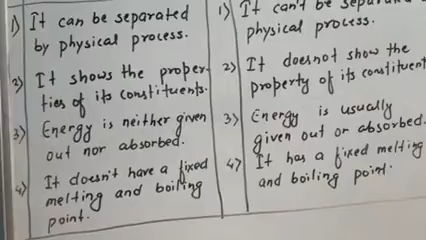 1) It can be separated
by physical process.
2) It shows the proper-
ties of its constituents.
3) Energy is neither given
out nor absorbed.
4) It doesn't have a fixed
melting and boiling
point.
1) It can't be
physical process.
2) It doesnot show the
property of its constituent
3) Energy is usually
given out or absorbed.
4) It has a fixed melting
and boiling point.